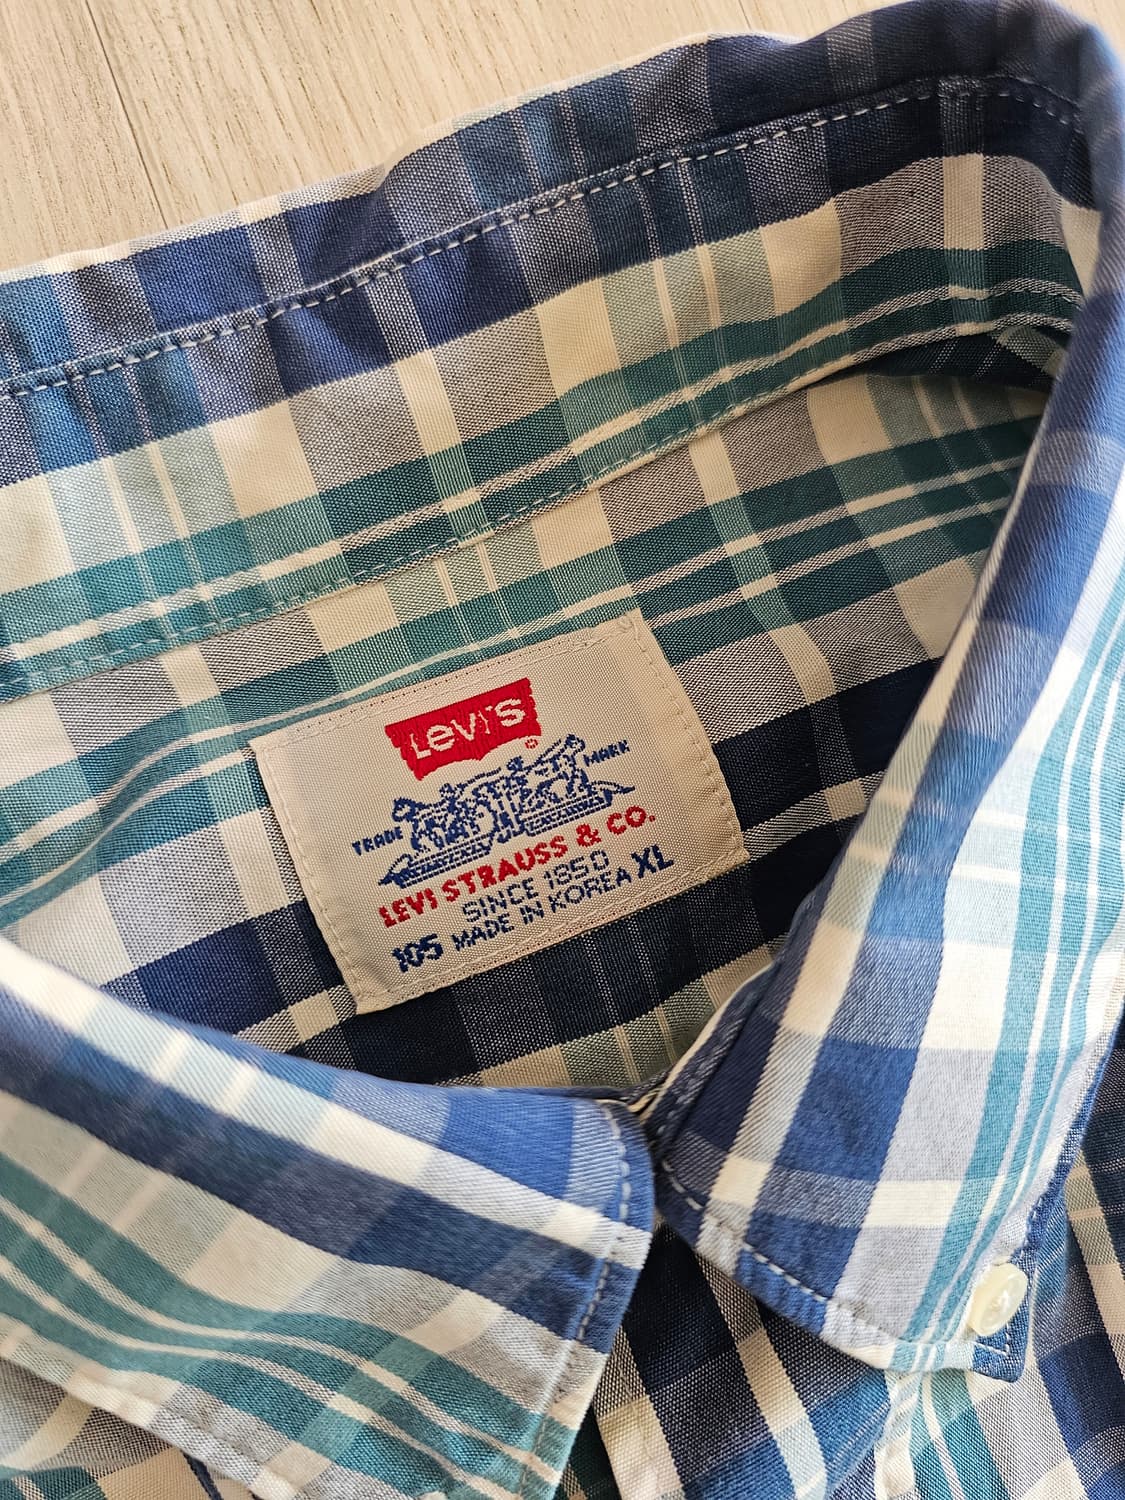 Levi's
®
TRADE MARK
LEVI STRAUSS & CO.
SINCE 1850
105 MADE IN KOREA XL